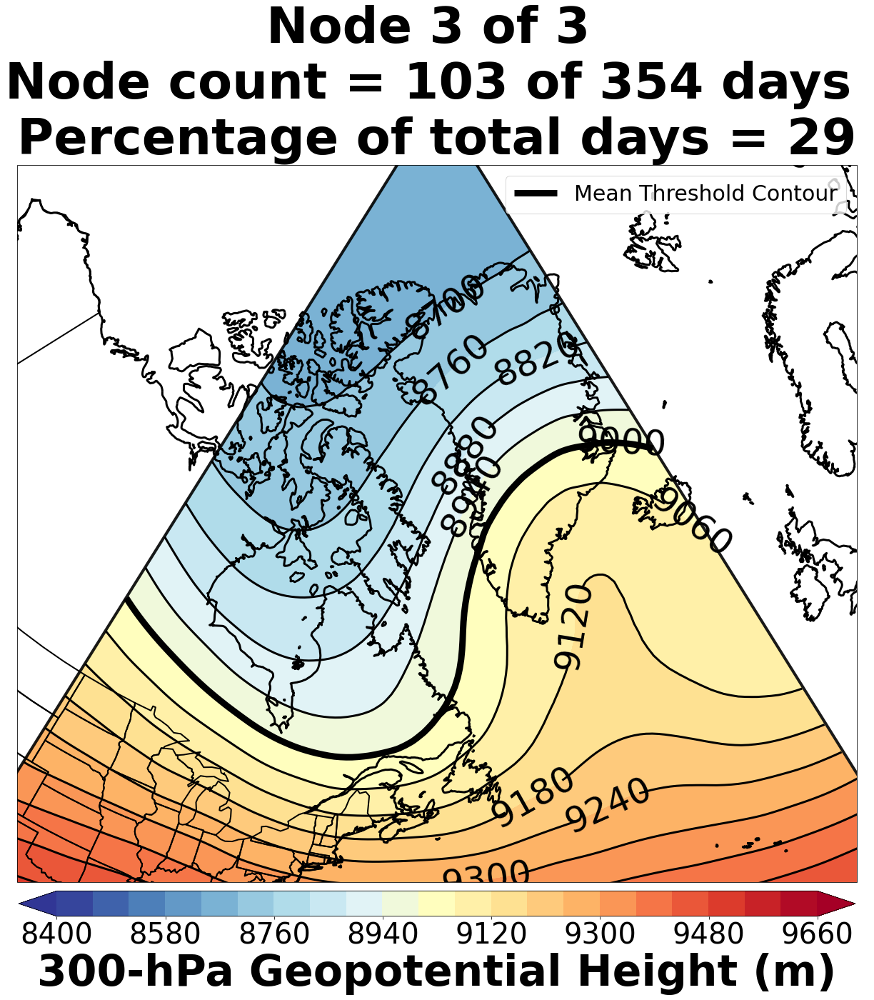 Node 3 of 3
Node count = 103 of 354 days
Percentage of total days = 29
Mean Threshold Contour
8700
8760
8820
8880
8940
9000
9060
9120
9180
9240
9300
8400 8580 8760 8940 9120 9300 9480 9660
300-hPa Geopotential Height (m)